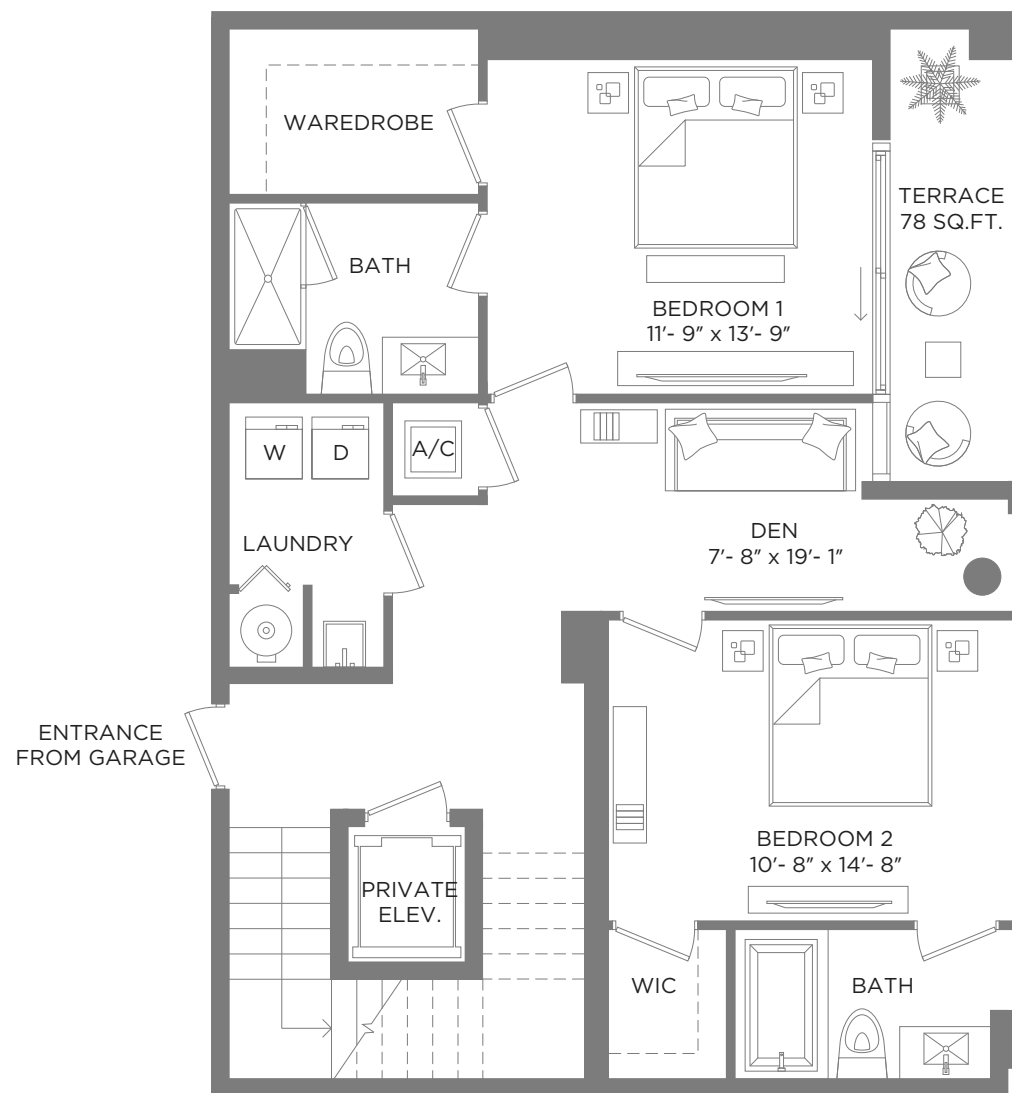 WAREDROBE
TERRACE
78 SQ.FT.
BATH
BEDROOM 1
11'- 9” x 13'- 9”
W
D
A/C
DEN
7'- 8” x 19'- 1”
LAUNDRY
ENTRANCE
FROM GARAGE
BEDROOM 2
10'- 8” x 14'- 8”
PRIVATE
ELEV.
WIC
BATH